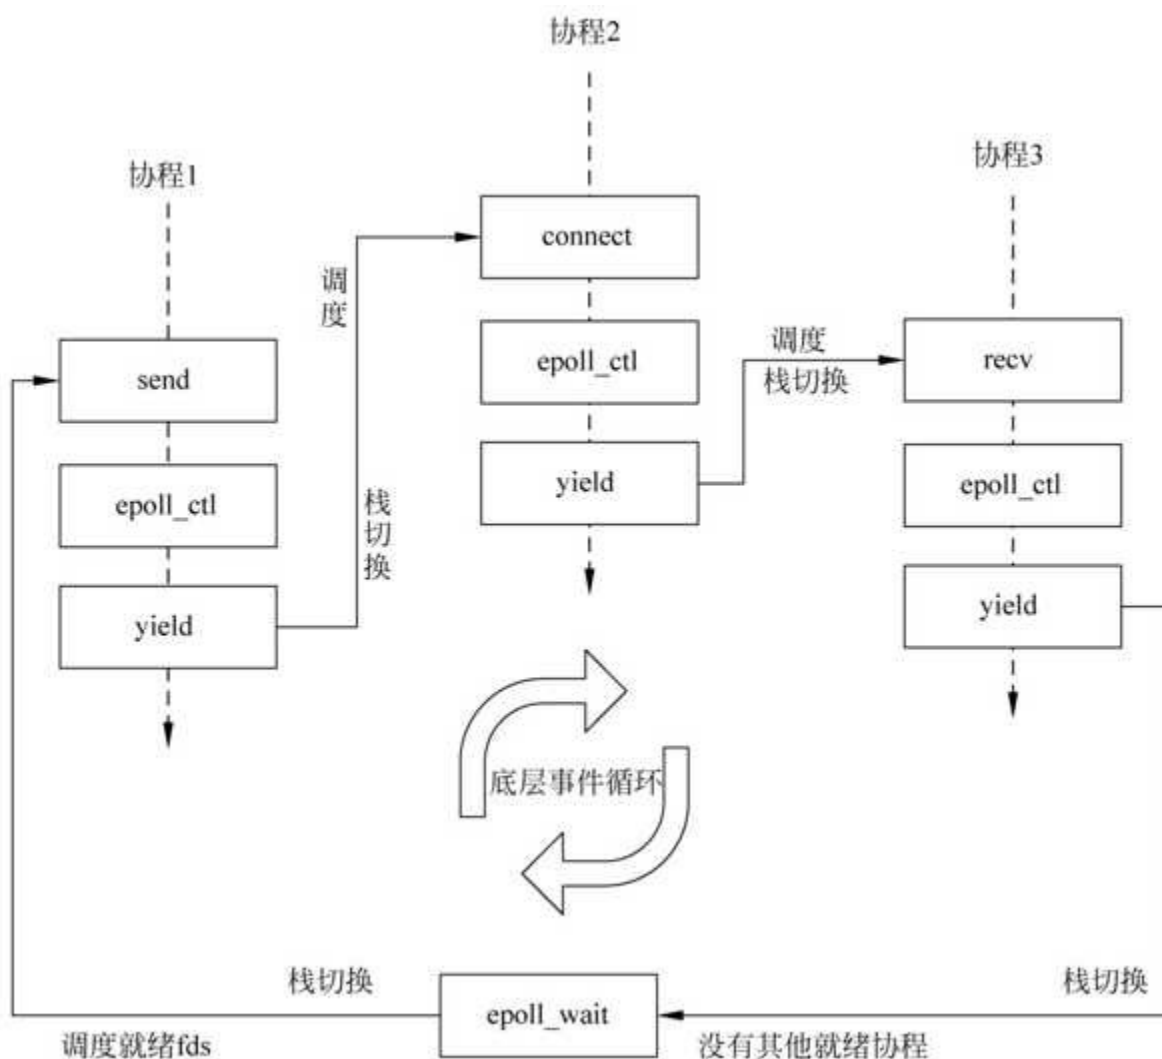 协程2
协程1
协程3
connect
调度
send
epoll_ctl
调度
栈切换
recv
epoll_ctl
栈切换
yield
epoll_ctl
yield
yield
底层事件循环
栈切换
epoll_wait
栈切换
调度就绪fds
没有其他就绪协程